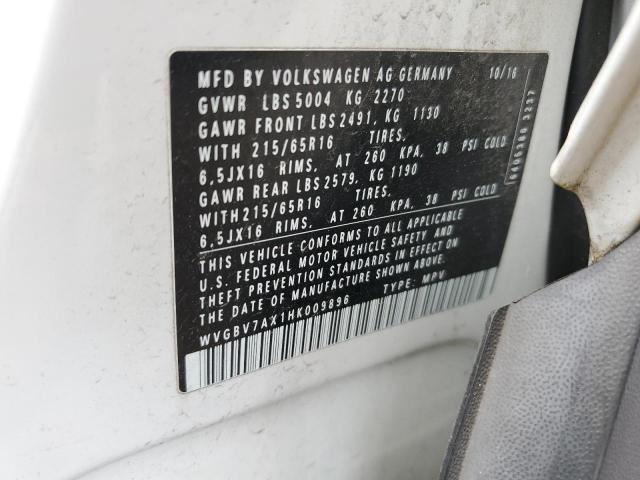 MFD BY VOLKSWAGEN AG GERMANY 10/16
GVWR LBS 5004 KG 2270
GAWR FRONT LBS 2491, KG 1130
WITH 215/65R16 TIRES,
6,5JX16 RIMS, AT 260 KPA, 38 PSI COLD
GAWR REAR LBS 2579, KG 1190
WITH 215/65R16 TIRES,
6,5JX16 RIMS, AT 260 KPA, 38 PSI COLD
THIS VEHICLE CONFORMS TO ALL APPLICABLE
U.S. FEDERAL MOTOR VEHICLE SAFETY AND
THEFT PREVENTION STANDARDS IN EFFECT ON
THE DATE OF MANUFACTURE SHOWN ABOVE.
WVGBV7AX1HK009896 TYPE: MPV
3237